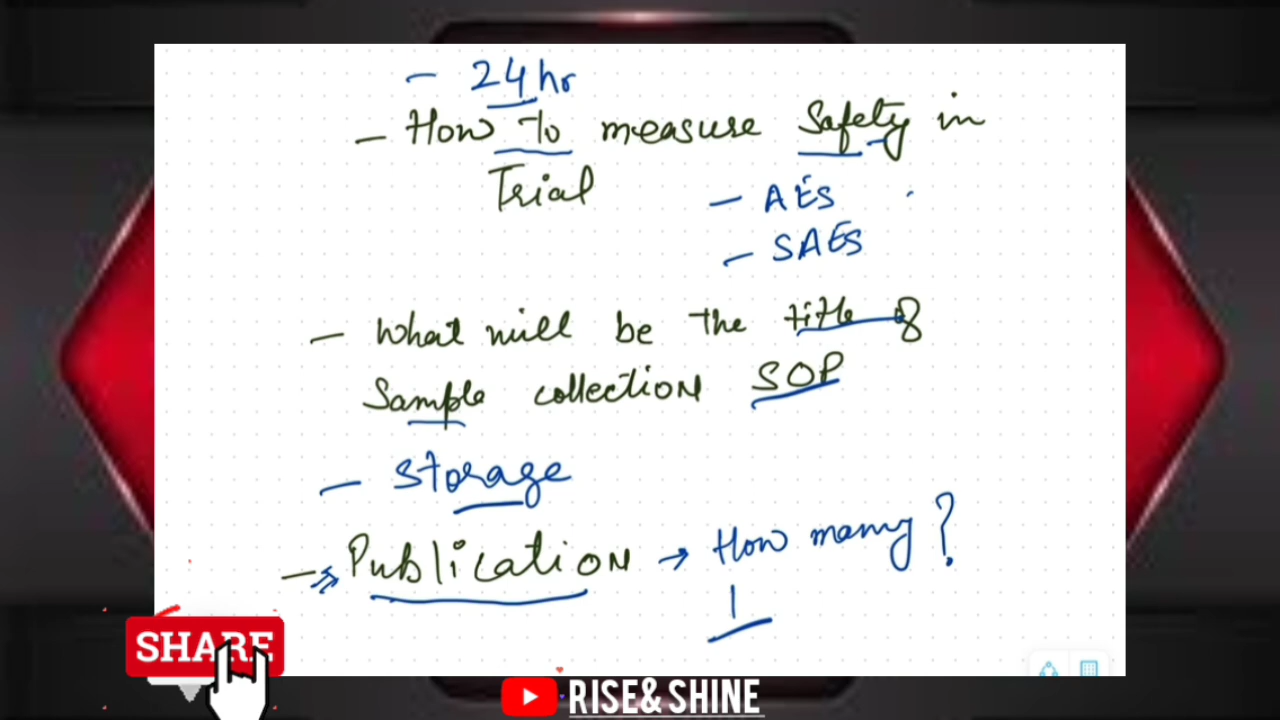 - 24 hr
- How to measure Safety in
Trial
- AEs
- SAEs
- What will be the title of
Sample collection SOP
- Storage
-» Publication → How many?
1
SHARE
RISE& SHINE